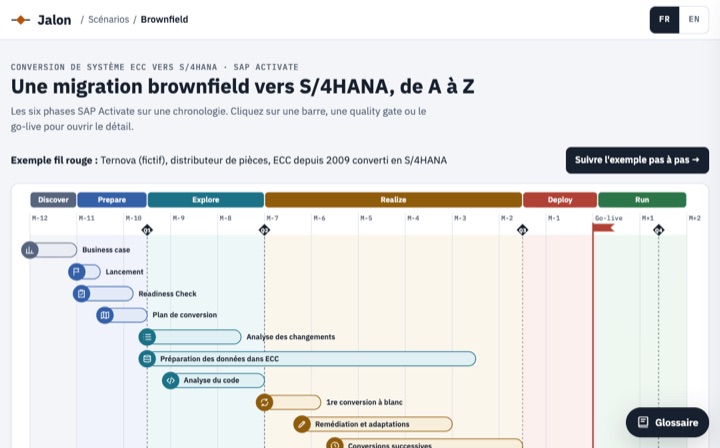 Jalon / Scénarios / Brownfield
FR EN
CONVERSION DE SYSTÈME ECC VERS S/4HANA · SAP ACTIVATE
Une migration brownfield vers S/4HANA, de A à Z
Les six phases SAP Activate sur une chronologie. Cliquez sur une barre, une quality gate ou le
go-live pour ouvrir le détail.
Exemple fil rouge : Ternova (fictif), distributeur de pièces, ECC depuis 2009 converti en S/4HANA
Suivre l'exemple pas à pas →
Discover Prepare Explore Realize Deploy Run
M-12 M-11 M-10 M-9 M-8 M-7 M-6 M-5 M-4 M-3 M-2 M-1 Go-live M+1 M+2
Business case
Lancement
Readiness Check
Plan de conversion
Analyse des changements
Préparation des données dans ECC
Analyse du code
1re conversion à blanc
Remédiation et adaptations
Conversions successives
Glossaire